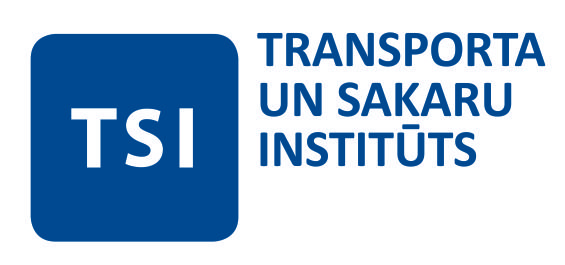 TSI
TRANSPORTA
UN SAKARU
INSTITŪTS